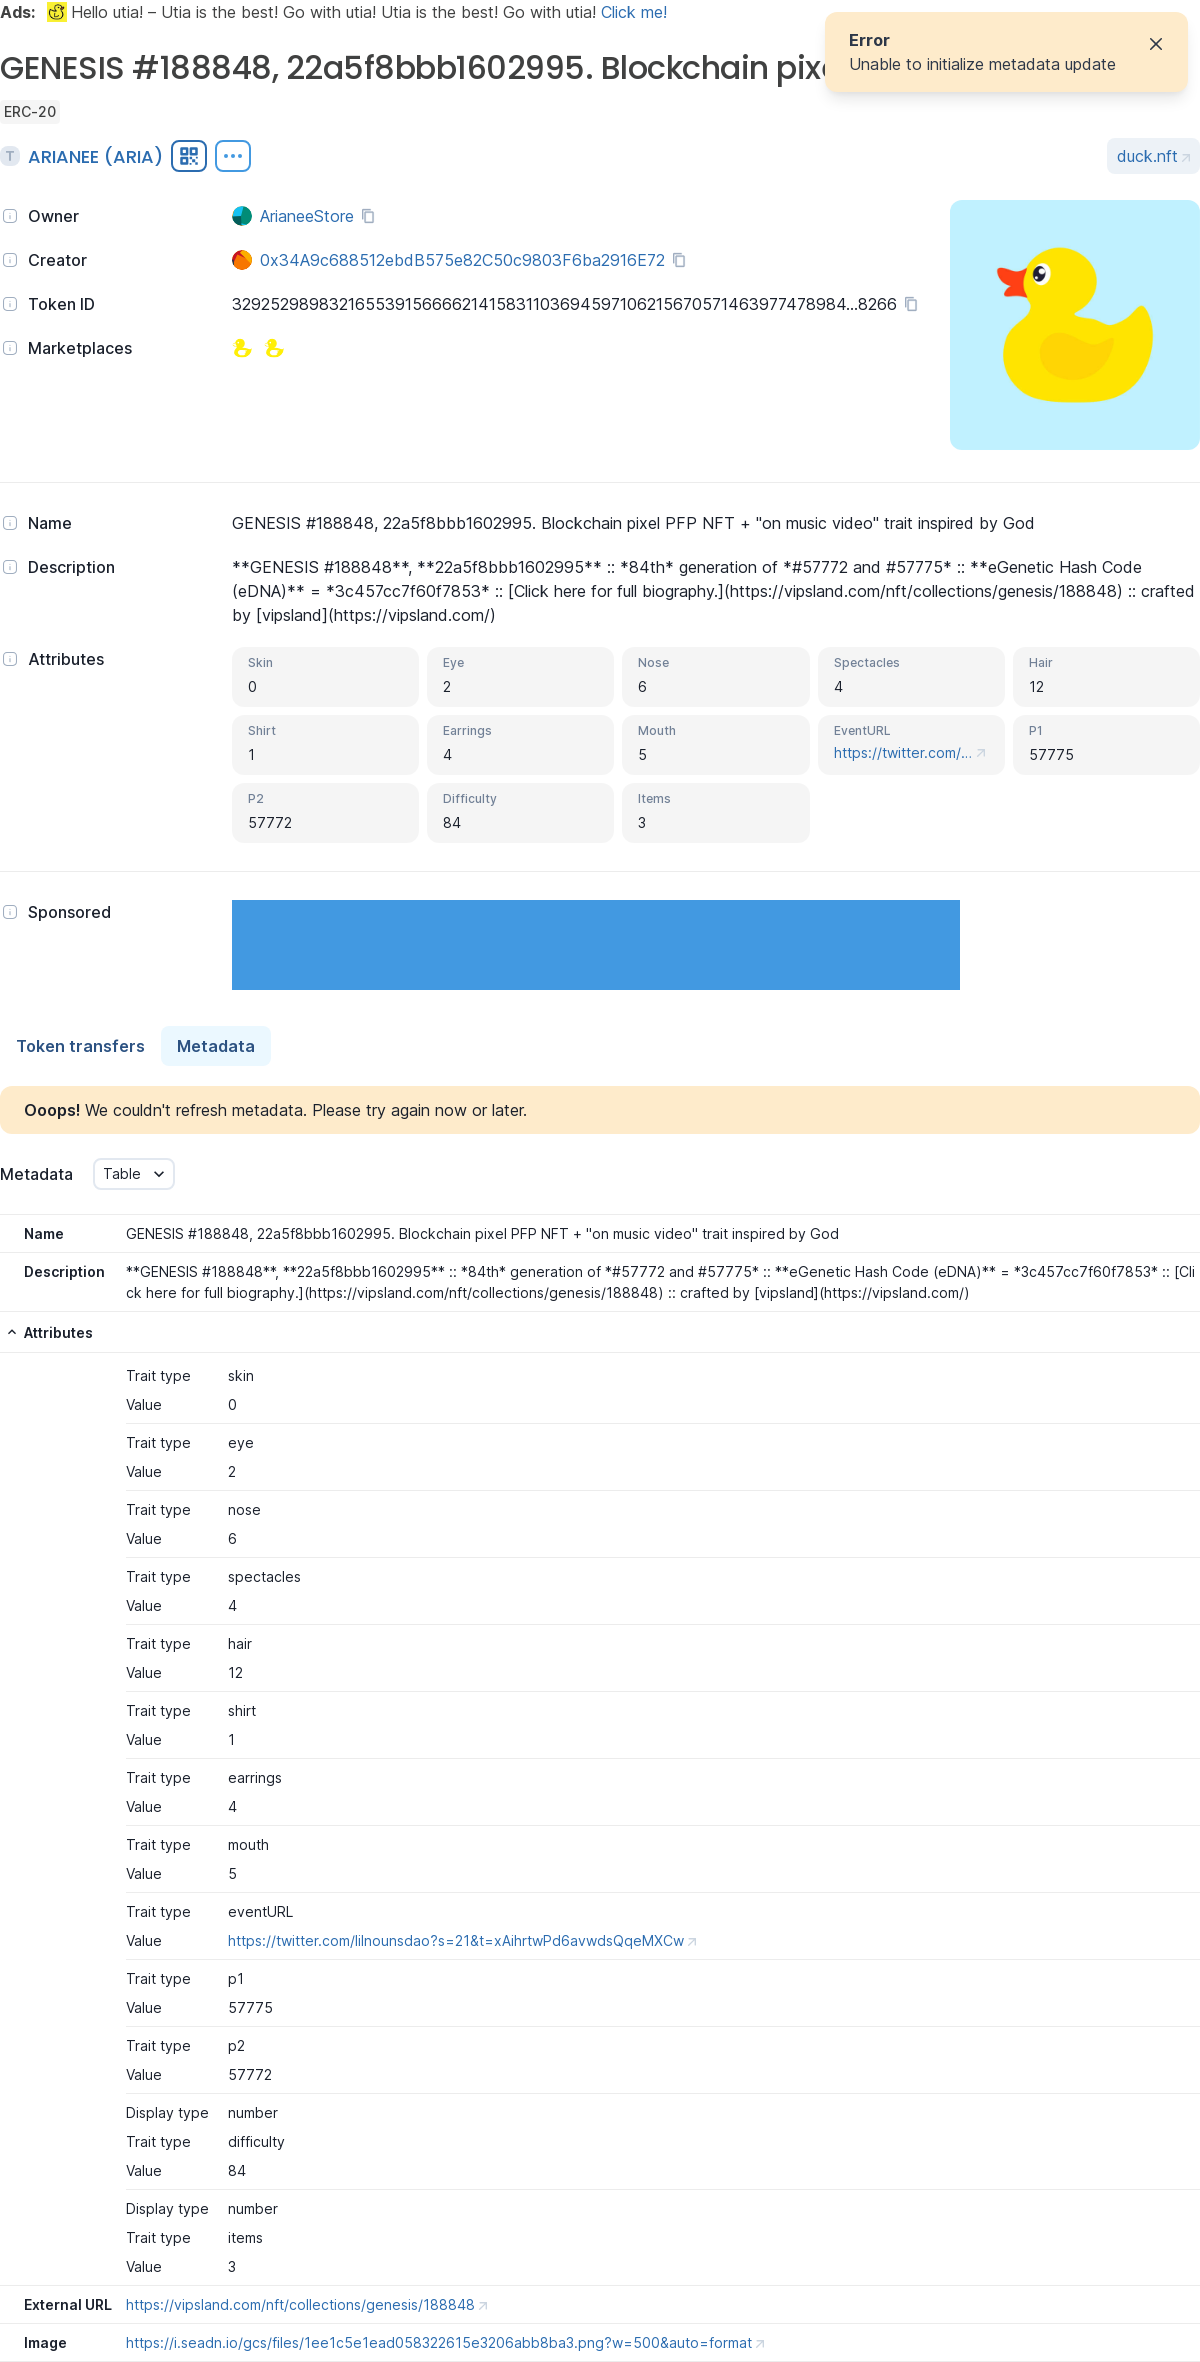 Ads: Hello utia! – Utia is the best! Go with utia! Utia is the best! Go with utia! Click me!
Error
Unable to initialize metadata update
GENESIS #188848, 22a5f8bbb1602995. Blockchain
ERC-20
T ARIANEE (ARIA)
duck.nft
Owner ArianeeStore
Creator 0x34A9c688512ebdB575e82C50c9803F6ba2916E72
Token ID 32925298983216553915666621415831103694597106215670571463977478984...8266
Marketplaces
Name GENESIS #188848, 22a5f8bbb1602995. Blockchain pixel PFP NFT + "on music video" trait inspired by God
Description **GENESIS #188848**, **22a5f8bbb1602995** :: *84th* generation of *#57772 and #57775* :: **eGenetic Hash Code
(eDNA)** = *3c457cc7f60f7853* :: [Click here for full biography.](https://vipsland.com/nft/collections/genesis/188848) :: crafted
by [vipsland](https://vipsland.com/)
Attributes
Skin Eye Nose Spectacles Hair
0 2 6 4 12
Shirt Earrings Mouth EventURL P1
1 4 5 https://twitter.com/... 57775
P2 Difficulty Items
57772 84 3
Sponsored
Token transfers Metadata
Ooops! We couldn't refresh metadata. Please try again now or later.
Metadata Table
Name GENESIS #188848, 22a5f8bbb1602995. Blockchain pixel PFP NFT + "on music video" trait inspired by God
Description **GENESIS #188848**, **22a5f8bbb1602995** :: *84th* generation of *#57772 and #57775* :: **eGenetic Hash Code (eDNA)** = *3c457cc7f60f7853* :: [Cli
ck here for full biography.](https://vipsland.com/nft/collections/genesis/188848) :: crafted by [vipsland](https://vipsland.com/)
Attributes
Trait type skin
Value 0
Trait type eye
Value 2
Trait type nose
Value 6
Trait type spectacles
Value 4
Trait type hair
Value 12
Trait type shirt
Value 1
Trait type earrings
Value 4
Trait type mouth
Value 5
Trait type eventURL
Value https://twitter.com/lilnounsdao?s=21&t=xAihrtwPd6avwdsQqeMXCw
Trait type p1
Value 57775
Trait type p2
Value 57772
Display type number
Trait type difficulty
Value 84
Display type number
Trait type items
Value 3
External URL https://vipsland.com/nft/collections/genesis/188848
Image https://i.seadn.io/gcs/files/1ee1c5e1ead058322615e3206abb8ba3.png?w=500&auto=format